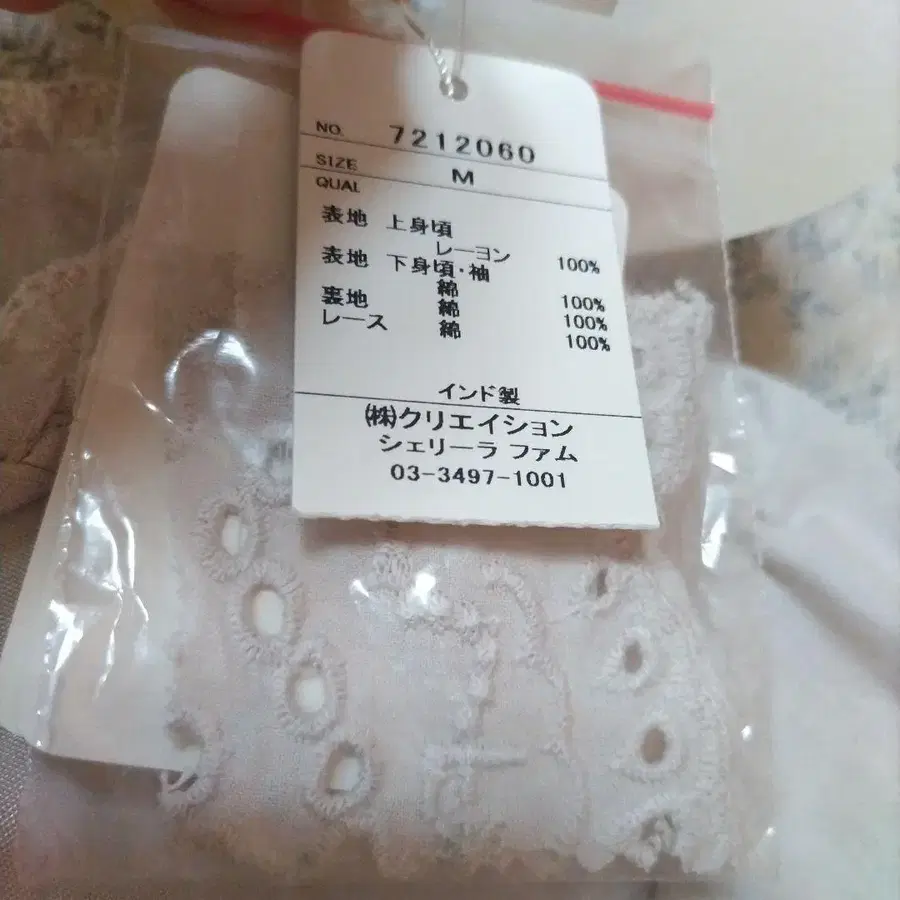 NO. 7212060
SIZE M
QUAL
表地 上身頃
レーヨン 100%
表地 下身頃・袖
綿 100%
裏地 綿 100%
レース 綿 100%
インド製
㈱クリエイション
シェリーラ ファム
03-3497-1001